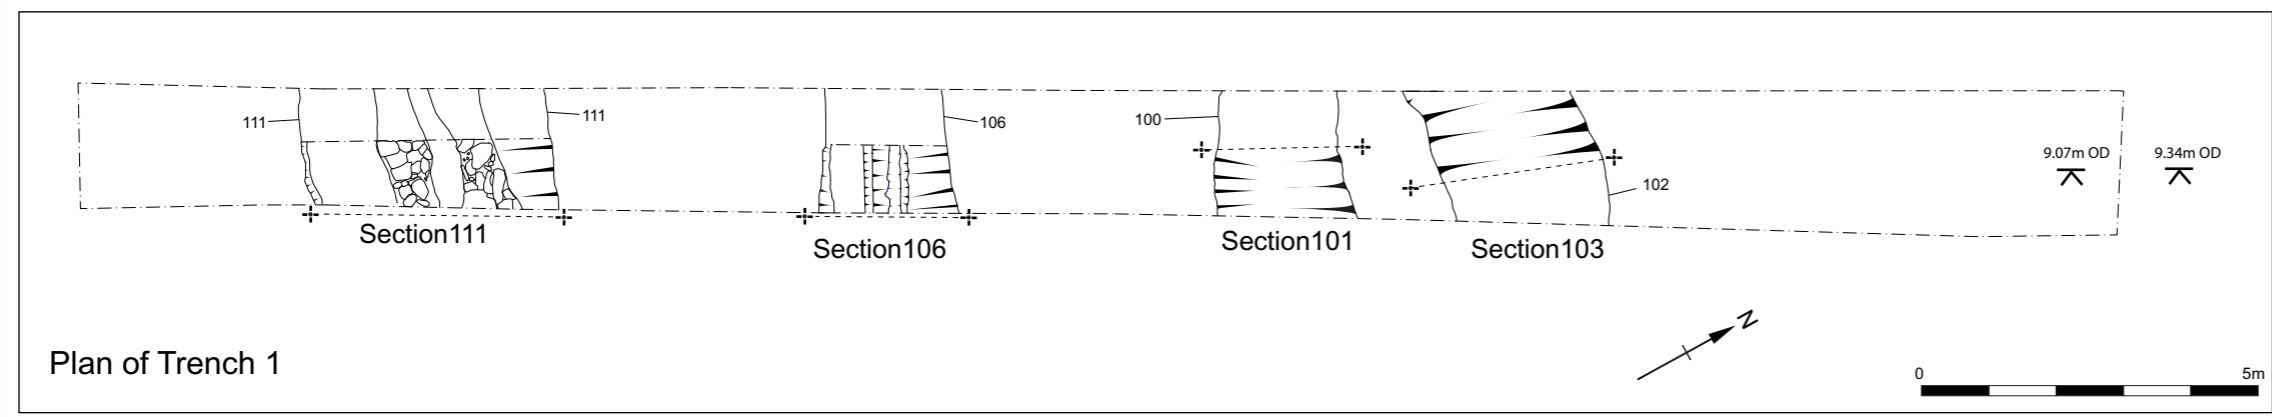 111
111
106
100
102
9.07m OD
9.34m OD
Section111
Section106
Section101
Section103
N
Plan of Trench 1
0
5m